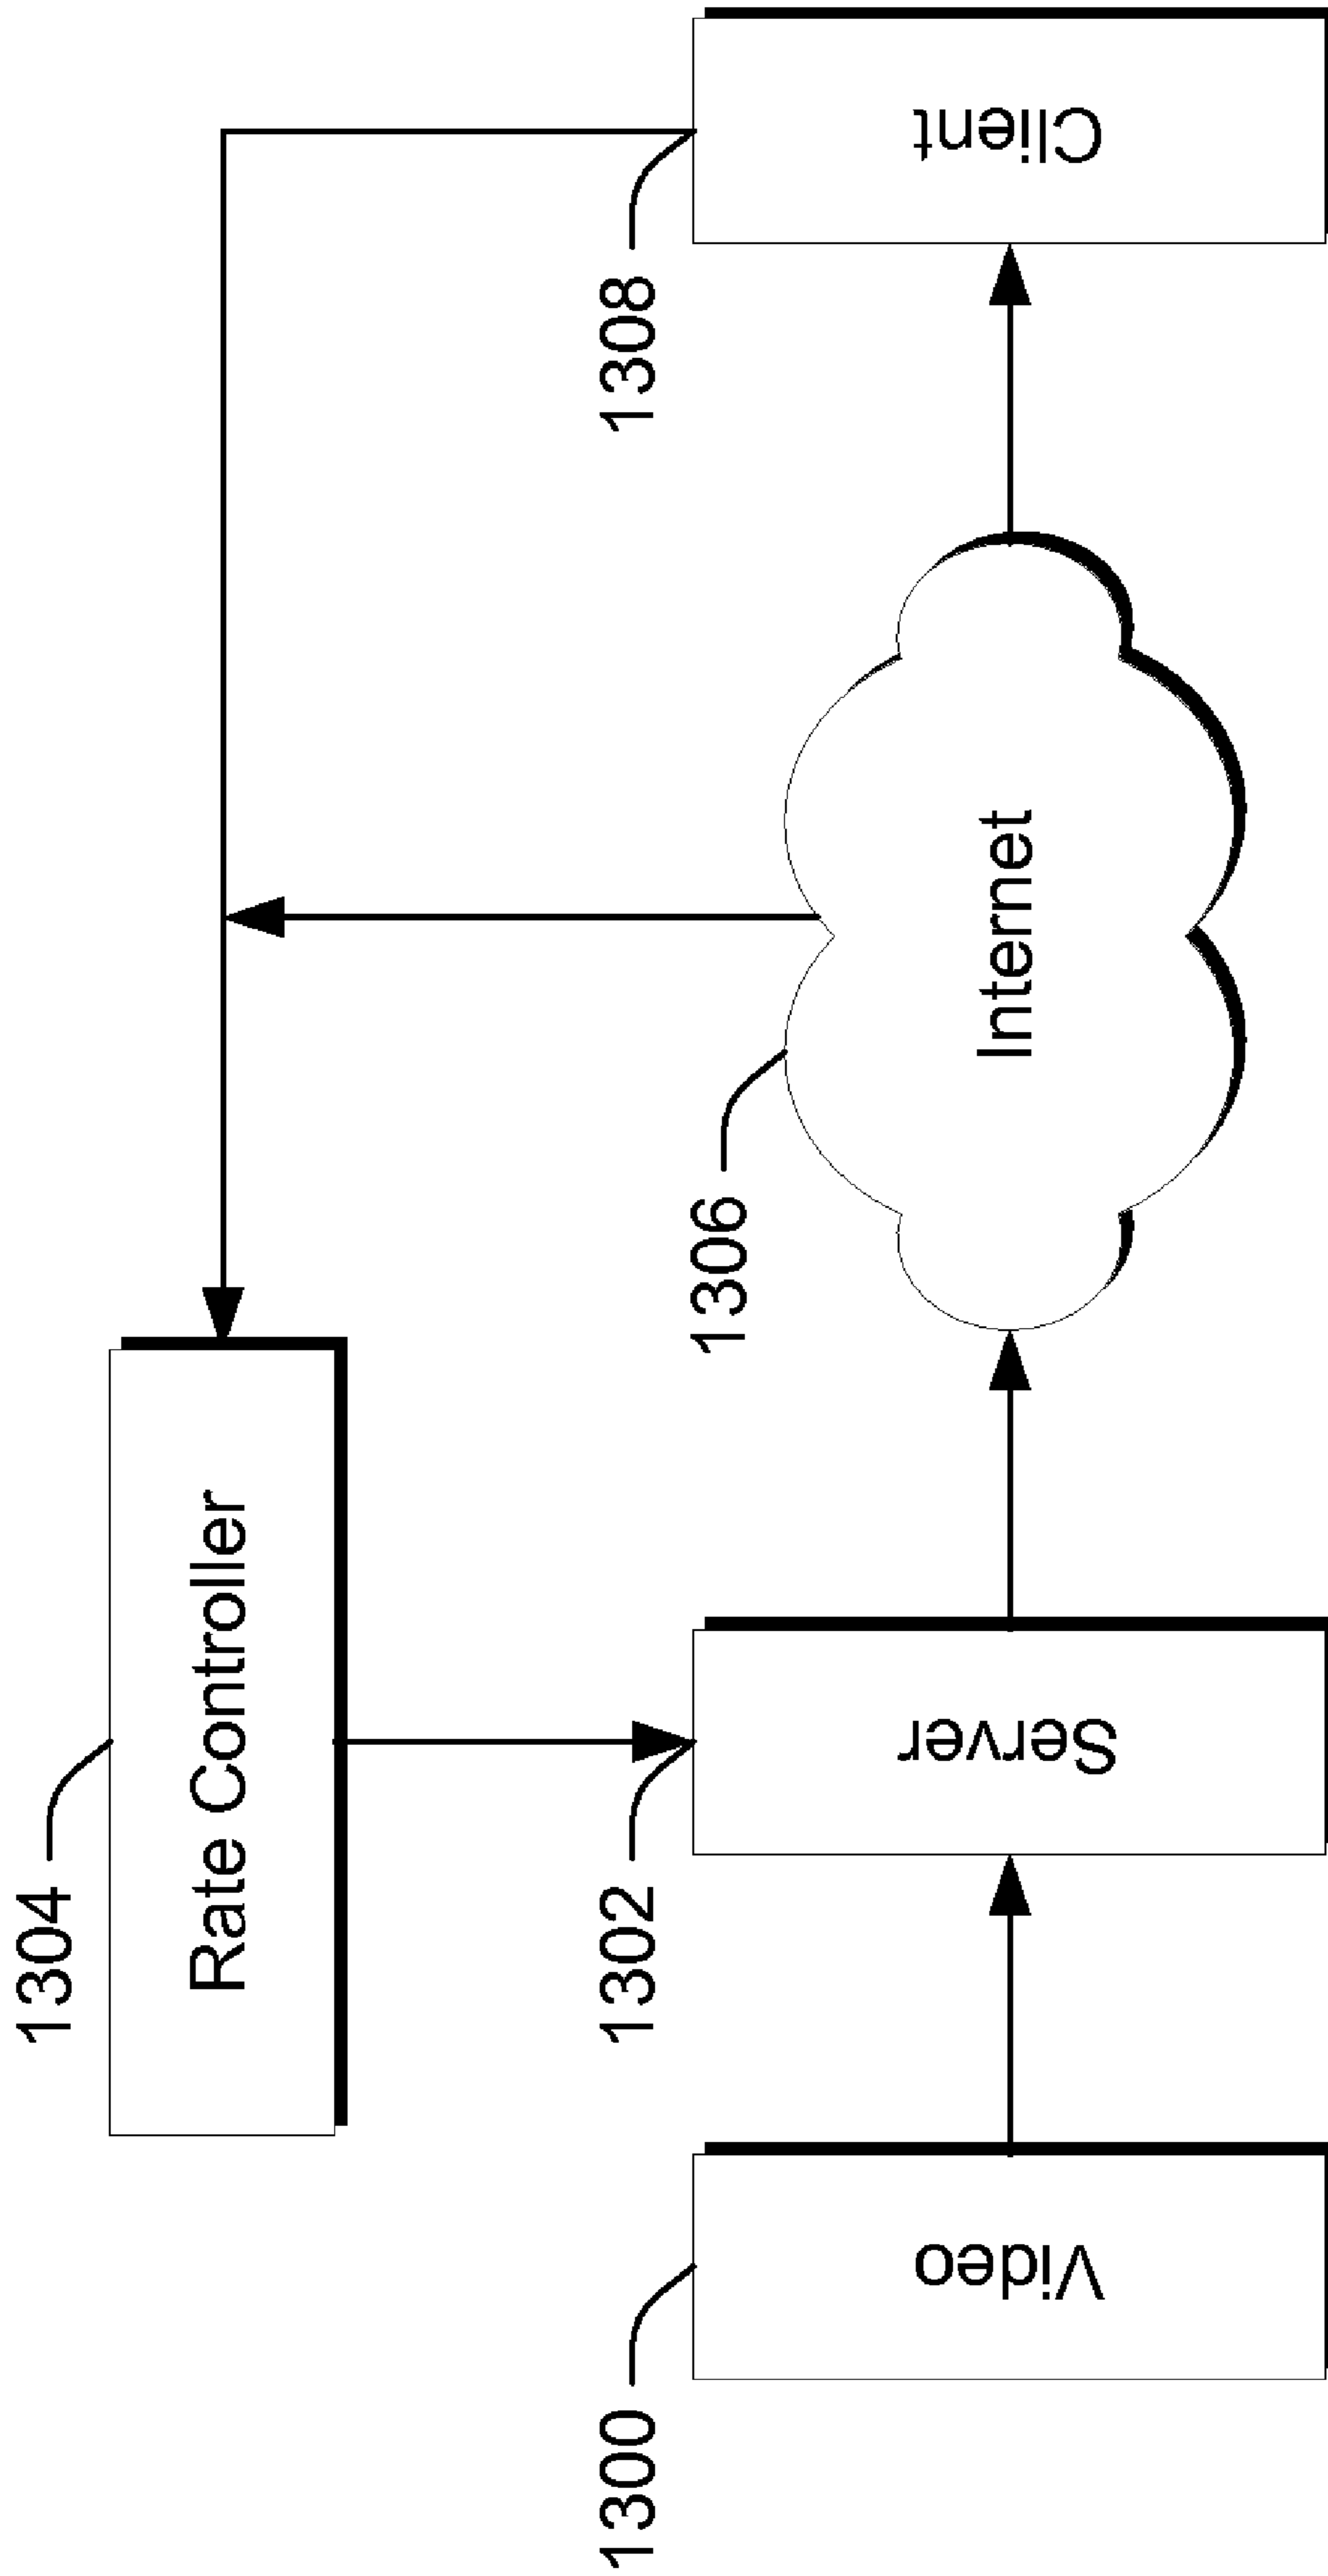 1304
Rate Controller
1300
Video
1302
Server
1306
Internet
1308
Client